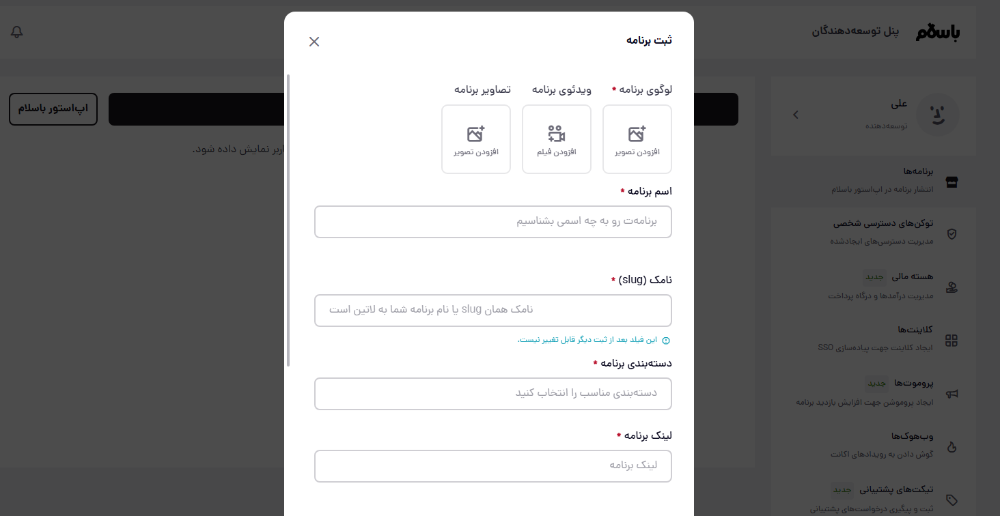 باسلام
پنل توسعه‌دهندگان
ثبت برنامه
لوگوی برنامه *
ویدئوی برنامه
تصاویر برنامه
افزودن تصویر
افزودن فیلم
افزودن تصویر
اسم برنامه *
برنامه‌ت رو به چه اسمی بشناسیم
نامک (slug) *
نامک همان slug یا نام برنامه شما به لاتین است
این فیلد بعد از ثبت دیگر قابل تغییر نیست.
دسته‌بندی برنامه *
دسته‌بندی مناسب را انتخاب کنید
لینک برنامه *
لینک برنامه
علی
توسعه‌دهنده
برنامه‌ها
انتشار برنامه در اپ‌استور باسلام
توکن‌های دسترسی شخصی
مدیریت دسترسی‌های ایجادشده
هسته مالی جدید
مدیریت درآمدها و درگاه پرداخت
کلاینت‌ها
ایجاد کلاینت جهت پیاده‌سازی SSO
پروموت‌ها جدید
ایجاد پروموشن جهت افزایش بازدید برنامه
وب‌هوک‌ها
گوش دادن به رویدادهای اکانت
تیکت‌های پشتیبانی جدید
ثبت و پیگیری درخواست‌های پشتیبانی
اپ‌استور باسلام
نمایش داده شود.